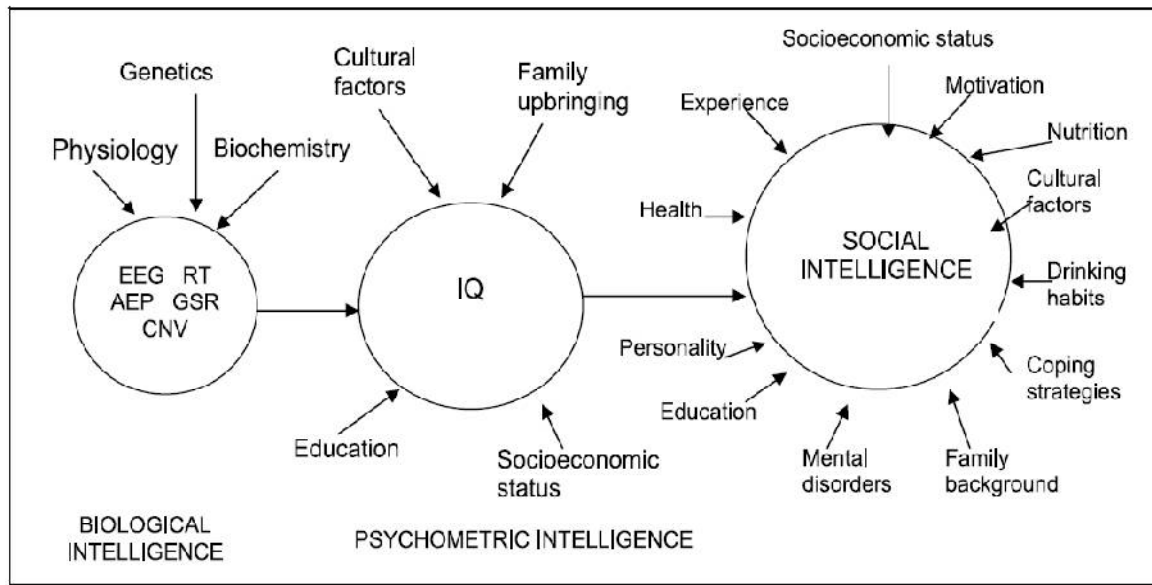 Genetics
Physiology
Biochemistry
EEG RT
AEP GSR
CNV
BIOLOGICAL
INTELLIGENCE
Cultural
factors
Family
upbringing
IQ
Education
Socioeconomic
status
PSYCHOMETRIC INTELLIGENCE
Socioeconomic status
Experience
Motivation
Nutrition
Health
Cultural
factors
SOCIAL
INTELLIGENCE
Drinking
habits
Personality
Coping
strategies
Education
Mental
disorders
Family
background